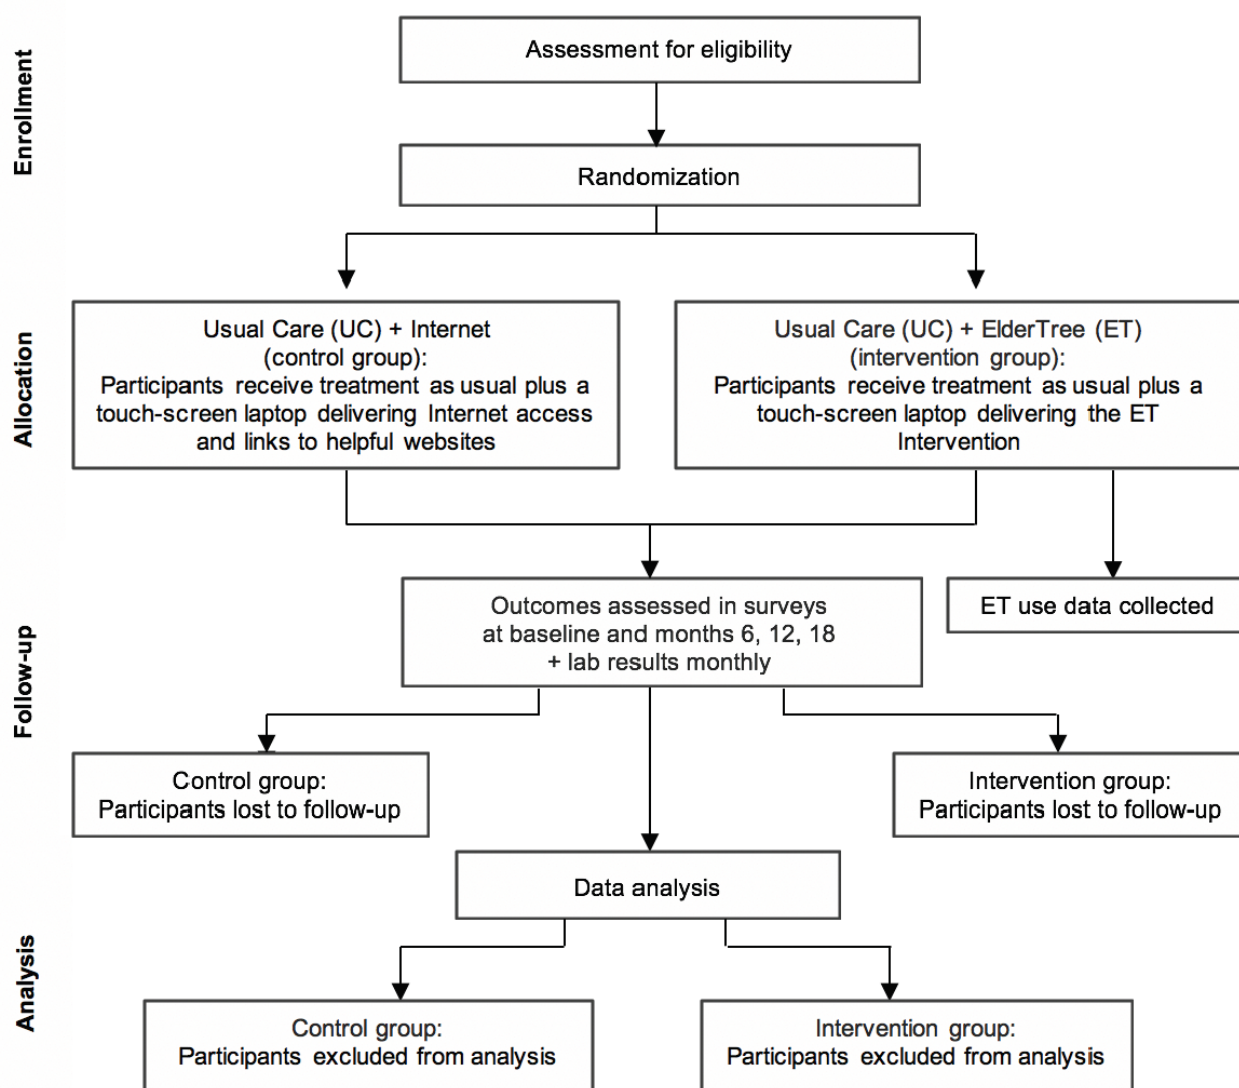 Enrollment
Assessment for eligibility
Randomization
Allocation
Usual Care (UC) + Internet
(control group):
Participants receive treatment as usual plus a
touch-screen laptop delivering Internet access
and links to helpful websites
Usual Care (UC) + ElderTree (ET)
(intervention group):
Participants receive treatment as usual plus a
touch-screen laptop delivering the ET
Intervention
Follow-up
Outcomes assessed in surveys
at baseline and months 6, 12, 18
+ lab results monthly
ET use data collected
Control group:
Participants lost to follow-up
Intervention group:
Participants lost to follow-up
Analysis
Data analysis
Control group:
Participants excluded from analysis
Intervention group:
Participants excluded from analysis